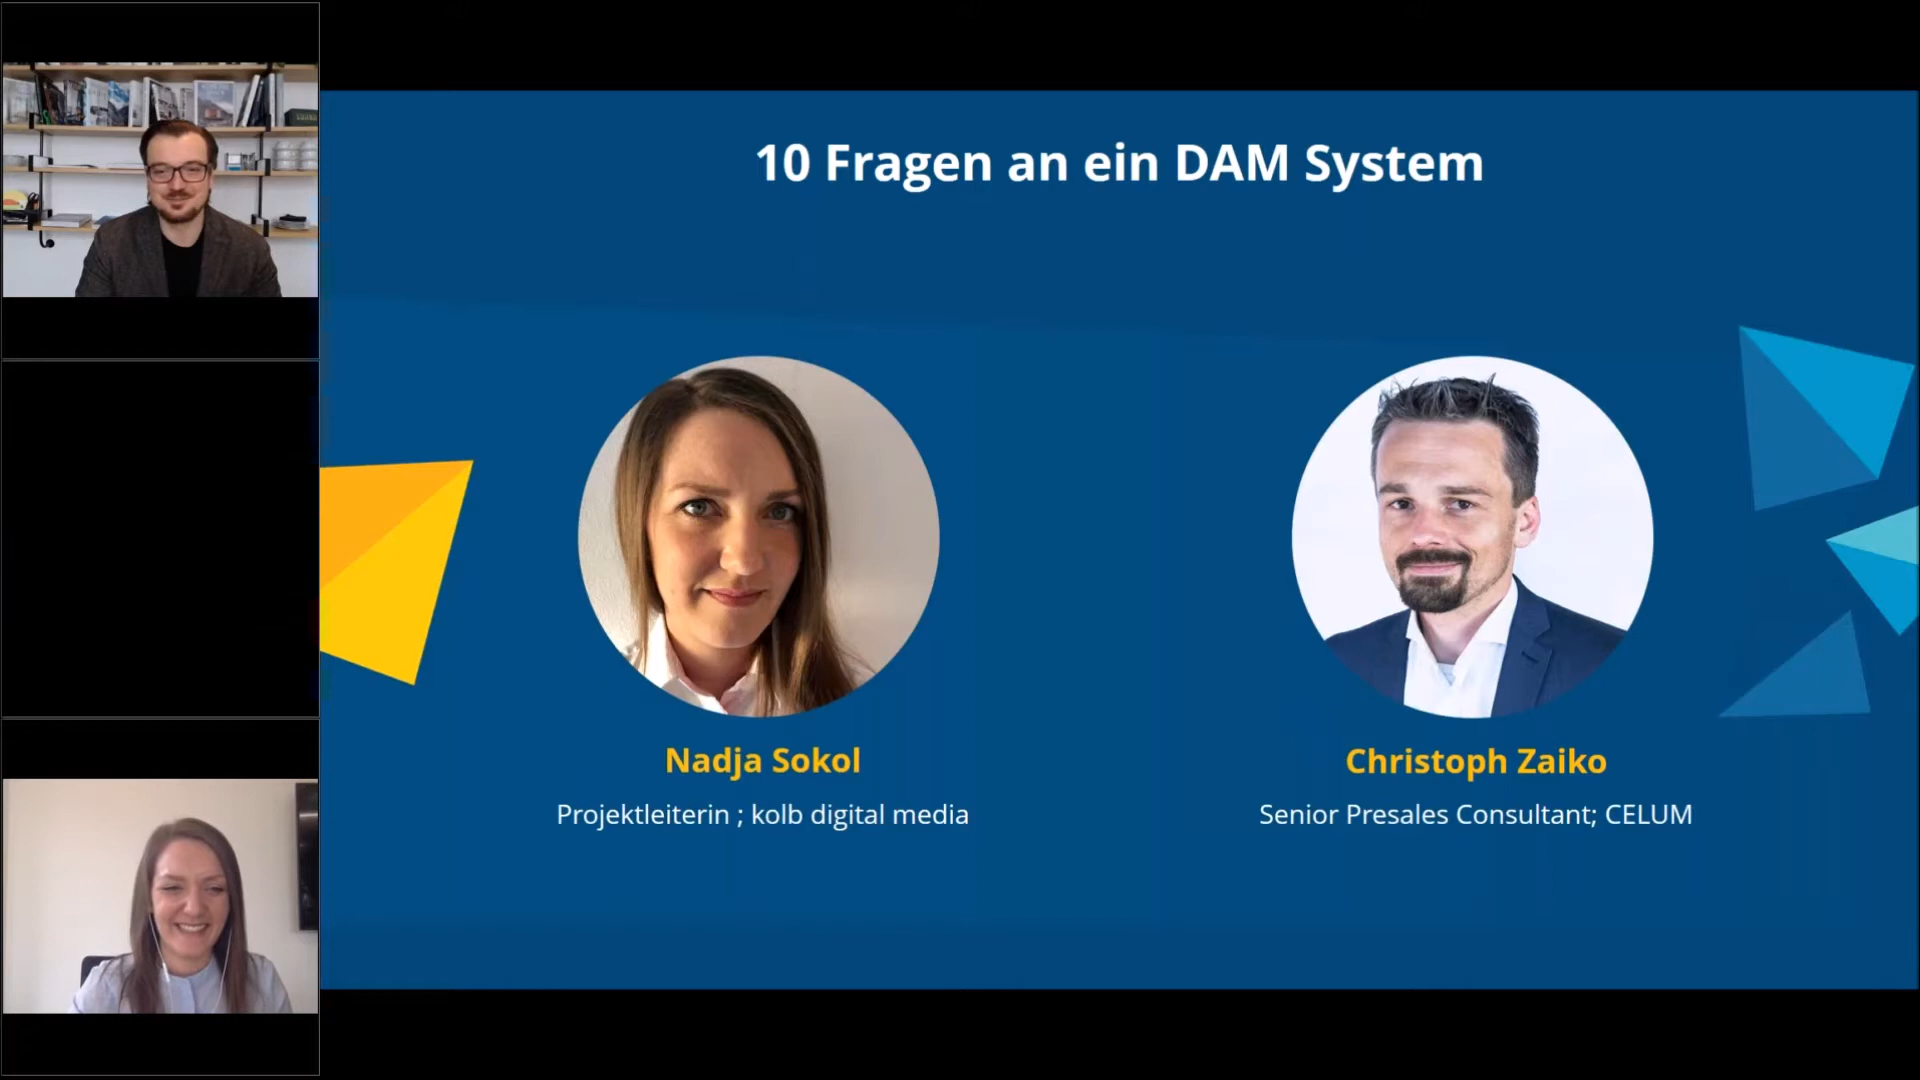 10 Fragen an ein DAM System
Nadja Sokol
Projektleiterin ; kolb digital media
Christoph Zaiko
Senior Presales Consultant; CELUM